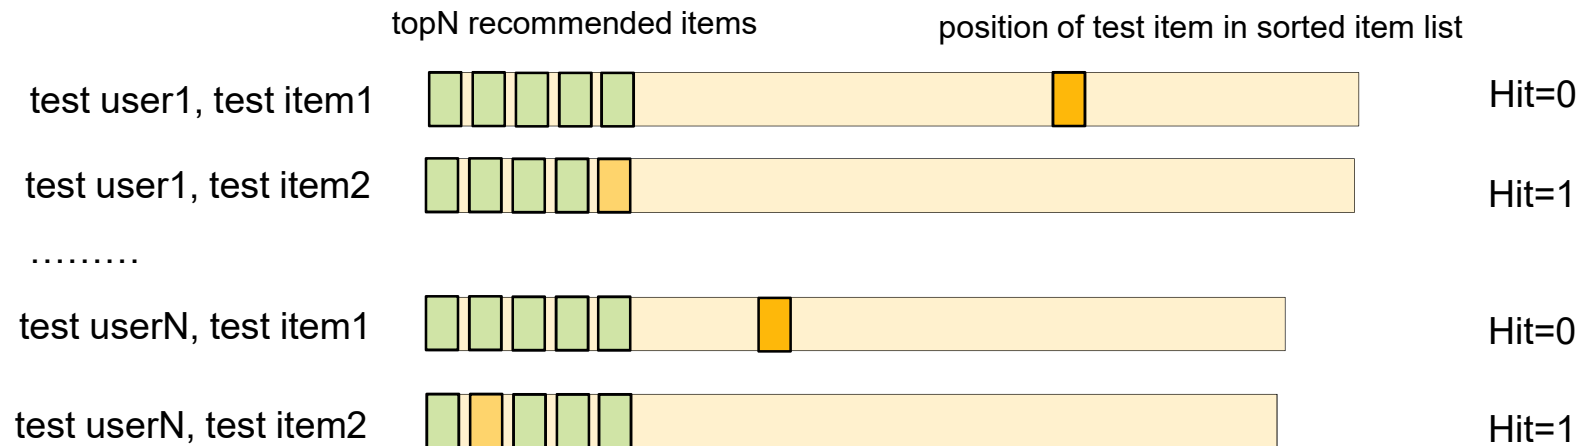 topN recommended items
position of test item in sorted item list
test user1, test item1
Hit=0
test user1, test item2
Hit=1
.........
test userN, test item1
Hit=0
test userN, test item2
Hit=1